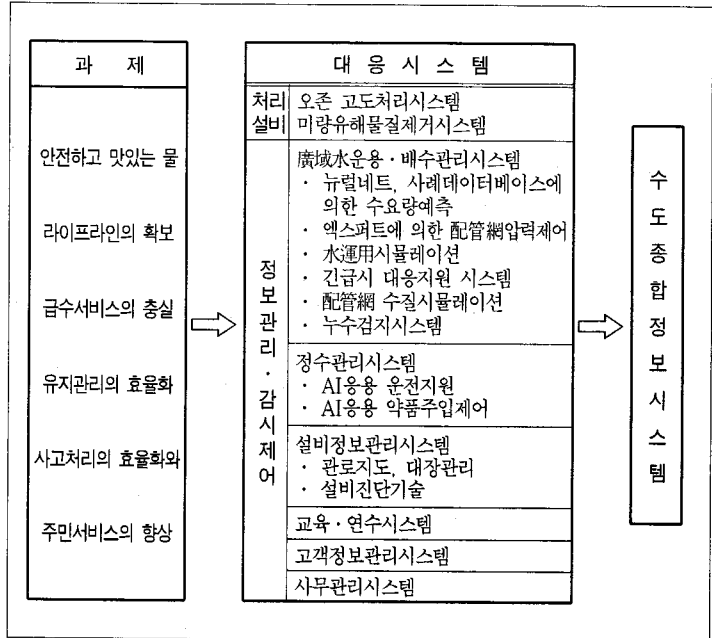 과 제
안전하고 맛있는 물
라이프라인의 확보
급수서비스의 충실
유지관리의 효율화
사고처리의 효율화와
주민서비스의 향상
대 응 시 스 템
처리
설비
오존 고도처리시스템
미량유해물질제거시스템
정보관리·감시제어
廣域水운용·배수관리시스템
· 뉴럴네트, 사례데이터베이스에
의한 수요량예측
· 엑스퍼트에 의한 配管網압력제어
· 水運用시뮬레이션
· 긴급시 대응지원 시스템
· 配管網 수질시뮬레이션
· 누수검지시스템
정수관리시스템
· AI응용 운전지원
· AI응용 약품주입제어
설비정보관리시스템
· 관로지도, 대장관리
· 설비진단기술
교육·연수시스템
고객정보관리시스템
사무관리시스템
수도종합정보시스템